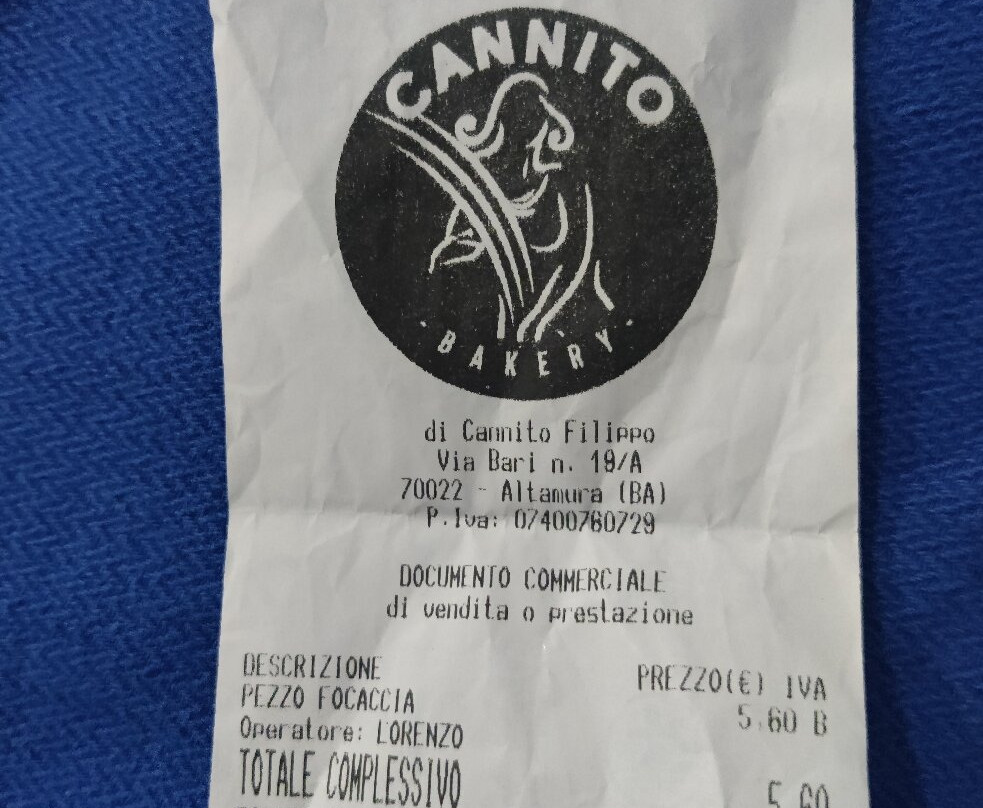 CANNITO
BAKERY
di Cannito Filippo
Via Bari n. 19/A
70022 - Altamura (BA)
P.Iva: 07400760729
DOCUMENTO COMMERCIALE
di vendita o prestazione
DESCRIZIONE PREZZO(€) IVA
PEZZO FOCACCIA 5,60 B
Operatore: LORENZO
TOTALE COMPLESSIVO 5,60